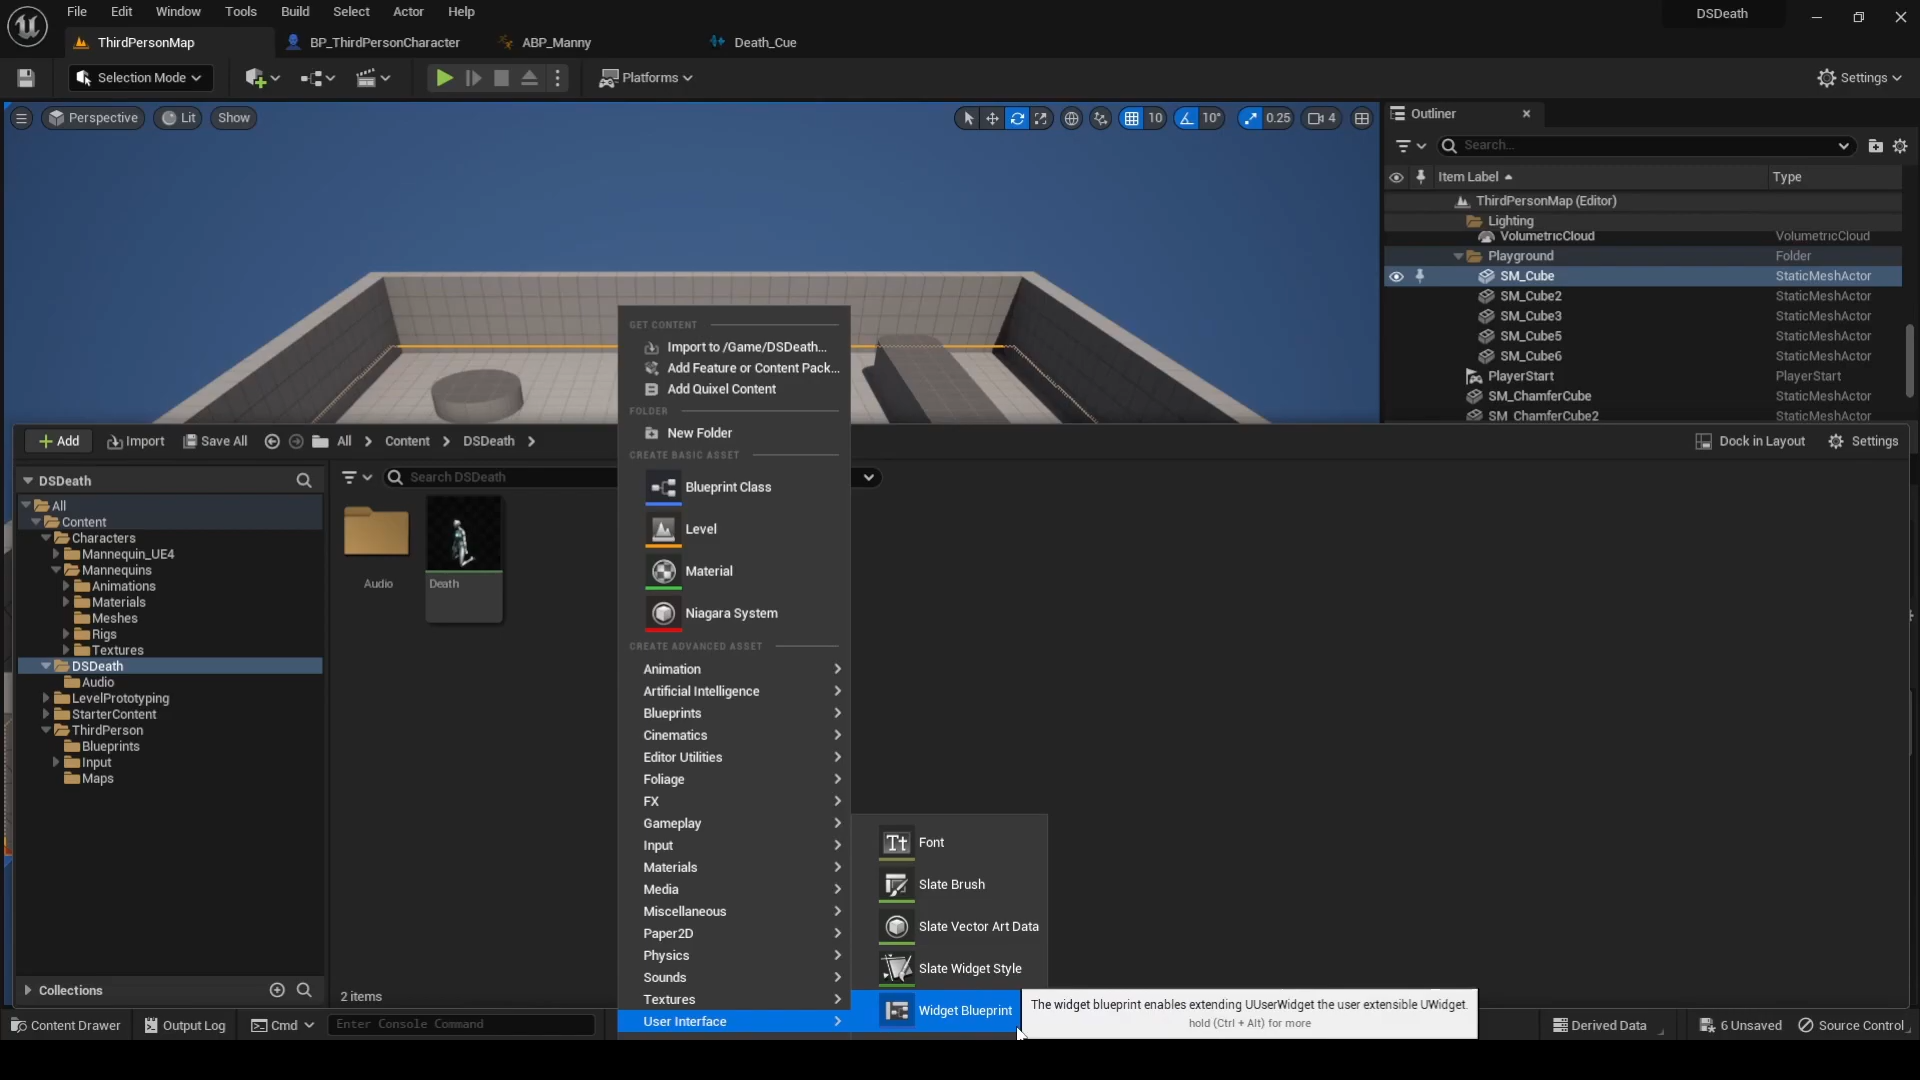 File Edit Window Tools Build Select Actor Help
DSDeath
ThirdPersonMap
BP_ThirdPersonCharacter
ABP_Manny
Death_Cue
Selection Mode
Platforms
Settings
Perspective
Lit
Show
10
10°
0.25
4
Outliner
Search...
Item Label
Type
ThirdPersonMap (Editor)
Lighting
VolumetricCloud VolumetricCloud
Playground Folder
SM_Cube StaticMeshActor
SM_Cube2 StaticMeshActor
SM_Cube3 StaticMeshActor
SM_Cube5 StaticMeshActor
SM_Cube6 StaticMeshActor
PlayerStart PlayerStart
SM_ChamferCube StaticMeshActor
SM_ChamferCube2 StaticMeshActor
Add
Import
Save All
All
Content
DSDeath
Dock in Layout
Settings
DSDeath
All
Content
Characters
Mannequin_UE4
Mannequins
Animations
Materials
Meshes
Rigs
Textures
DSDeath
Audio
LevelPrototyping
StarterContent
ThirdPerson
Blueprints
Input
Maps
Collections
Search DSDeath
Audio
Death
2 items
GET CONTENT
Import to /Game/DSDeath...
Add Feature or Content Pack...
Add Quixel Content
FOLDER
New Folder
CREATE BASIC ASSET
Blueprint Class
Level
Material
Niagara System
CREATE ADVANCED ASSET
Animation
Artificial Intelligence
Blueprints
Cinematics
Editor Utilities
Foliage
FX
Gameplay
Input
Materials
Media
Miscellaneous
Paper2D
Physics
Sounds
Textures
User Interface
Font
Slate Brush
Slate Vector Art Data
Slate Widget Style
Widget Blueprint
The widget blueprint enables extending UUserWidget the user extensible UWidget.
hold (Ctrl + Alt) for more
Content Drawer
Output Log
Cmd
Enter Console Command
Derived Data
6 Unsaved
Source Control